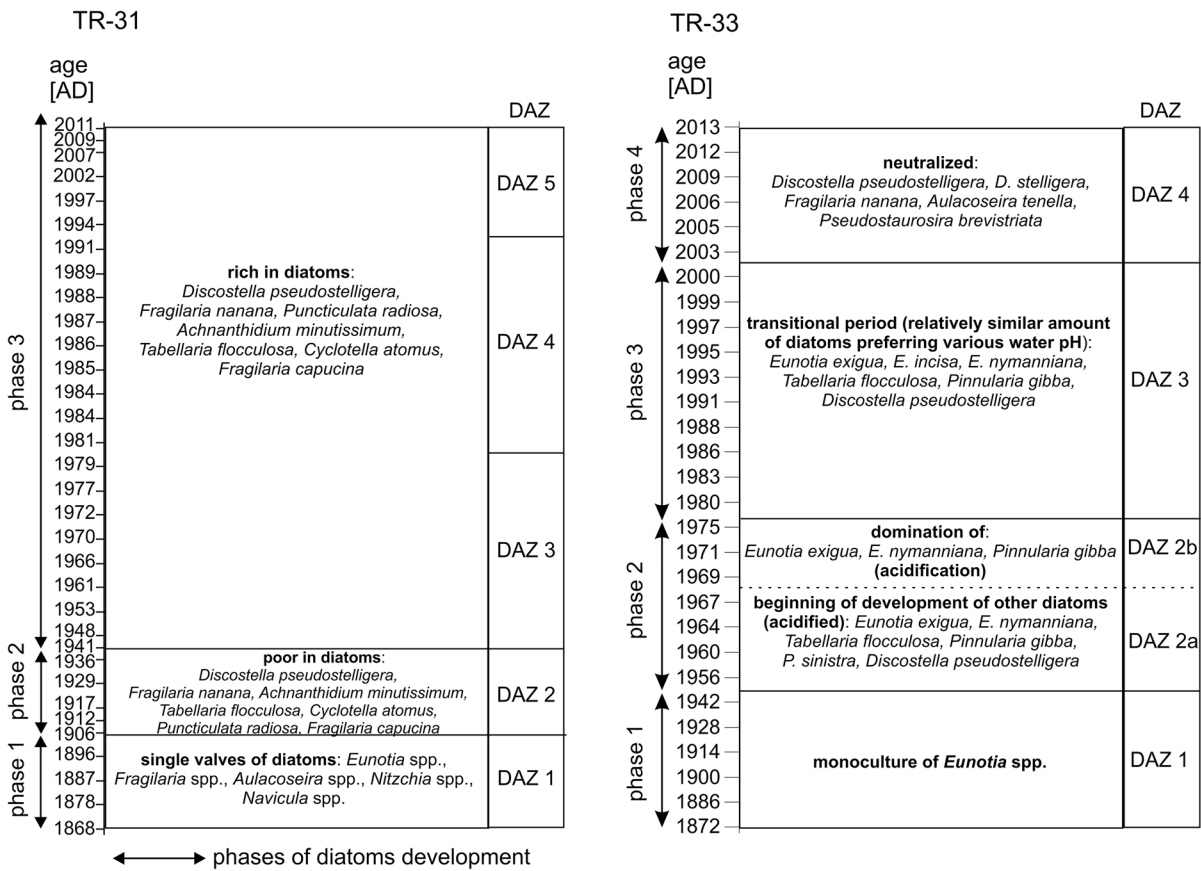 TR-31
age
[AD]
DAZ
2011
2009
2007
2002
1997
1994
1991
1989
1988
1987
1986
1985
1984
1984
1981
1979
1977
1972
1970
1966
1961
1953
1948
1941
1936
1929
1917
1912
1906
1896
1887
1878
1868
phase 3
phase 2
phase 1
rich in diatoms:
Discostella pseudostelligera,
Fragilaria nanana, Puncticulata radiosa,
Achnanthidium minutissimum,
Tabellaria flocculosa, Cyclotella atomus,
Fragilaria capucina
poor in diatoms:
Discostella pseudostelligera,
Fragilaria nanana, Achnanthidium minutissimum,
Tabellaria flocculosa, Cyclotella atomus,
Puncticulata radiosa, Fragilaria capucina
single valves of diatoms: Eunotia spp.,
Fragilaria spp., Aulacoseira spp., Nitzchia spp.,
Navicula spp.
DAZ 5
DAZ 4
DAZ 3
DAZ 2
DAZ 1
phases of diatoms development
TR-33
age
[AD]
DAZ
2013
2012
2009
2006
2005
2003
2000
1999
1997
1995
1993
1991
1988
1986
1983
1980
1975
1971
1969
1967
1964
1960
1956
1942
1928
1914
1900
1886
1872
phase 4
phase 3
phase 2
phase 1
neutralized:
Discostella pseudostelligera, D. stelligera,
Fragilaria nanana, Aulacoseira tenella,
Pseudostaurosira brevistriata
transitional period (relatively similar amount
of diatoms preferring various water pH):
Eunotia exigua, E. incisa, E. nymanniana,
Tabellaria flocculosa, Pinnularia gibba,
Discostella pseudostelligera
domination of:
Eunotia exigua, E. nymanniana, Pinnularia gibba
(acidification)
beginning of development of other diatoms
(acidified): Eunotia exigua, E. nymanniana,
Tabellaria flocculosa, Pinnularia gibba,
P. sinistra, Discostella pseudostelligera
monoculture of Eunotia spp.
DAZ 4
DAZ 3
DAZ 2b
DAZ 2a
DAZ 1